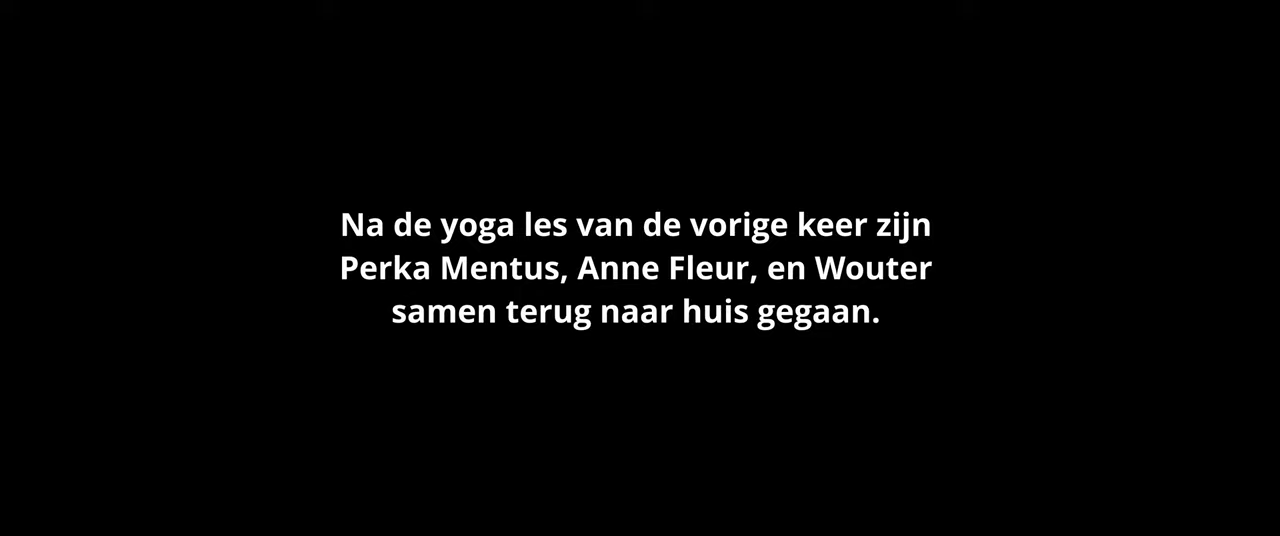 Na de yoga les van de vorige keer zijn
Perka Mentus, Anne Fleur, en Wouter
samen terug naar huis gegaan.